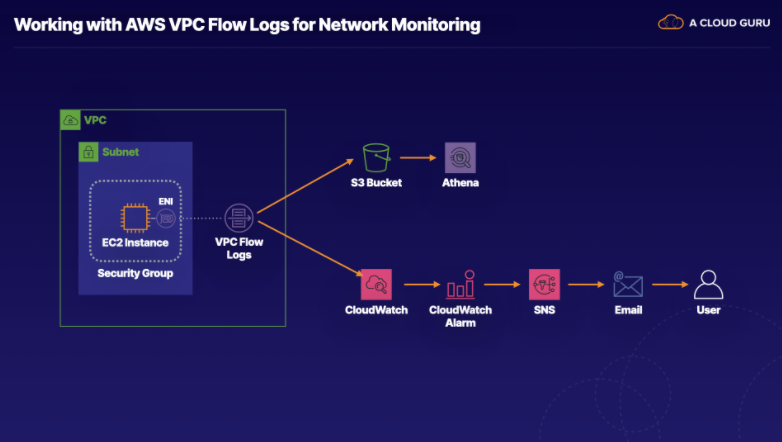 Working with AWS VPC Flow Logs for Network Monitoring
A CLOUD GURU
VPC
Subnet
ENI
EC2 Instance
Security Group
VPC Flow
Logs
S3 Bucket
Athena
CloudWatch
CloudWatch
Alarm
SNS
@
Email
User